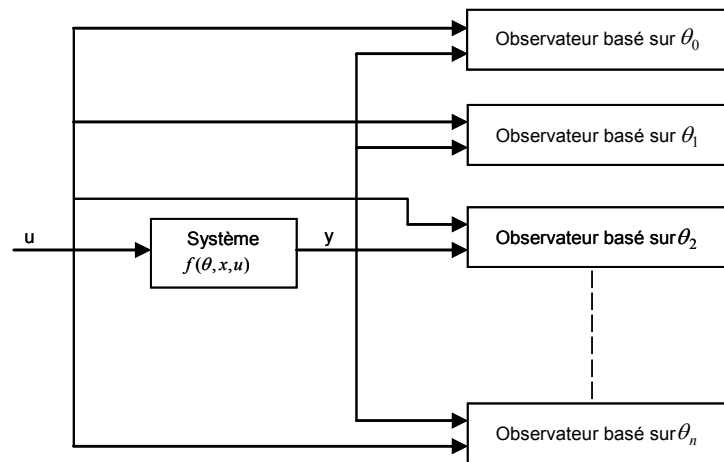 Observateur basé sur θ₀
Observateur basé sur θ₁
Observateur basé sur θ₂
u
Système
f(θ,x,u)
y
Observateur basé sur θₙ